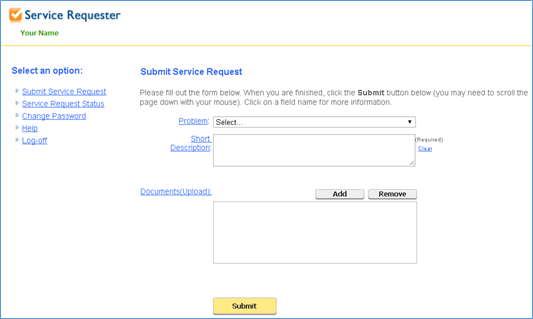 Service Requester
Your Name
Select an option:
Submit Service Request
Service Request Status
Change Password
Help
Log-off
Submit Service Request
Please fill out the form below. When you are finished, click the Submit button below (you may need to scroll the
page down with your mouse). Click on a field name for more information.
Problem: Select...
Short Description: (Required)
Clear
Documents(Upload): Add Remove
Submit